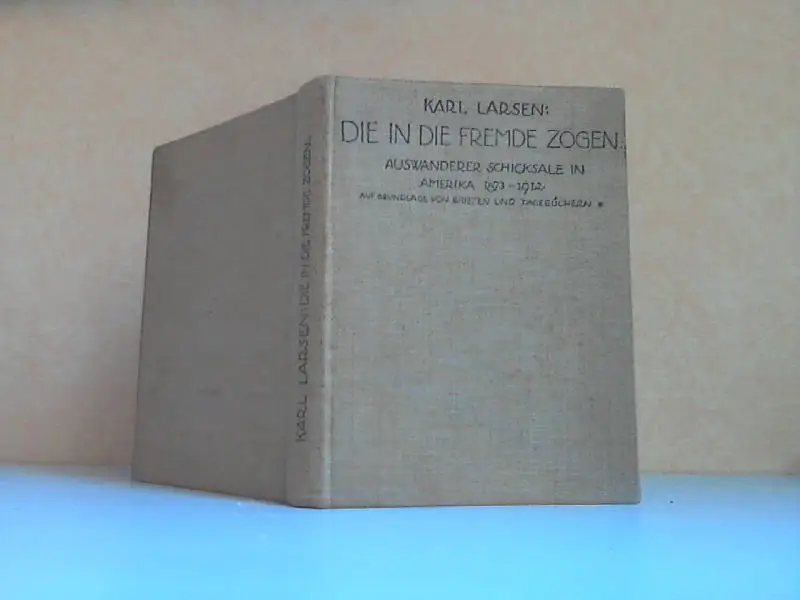 KARL LARSEN:
DIE IN DIE FREMDE ZOGEN.
AUSWANDERER SCHICKSALE IN
AMERIKA 1873-1912
AUF GRUNDLAGE VON BRIEFEN UND TAGEBÜCHERN
KARL LARSEN: DIE IN DIE FREMDE ZOGEN.